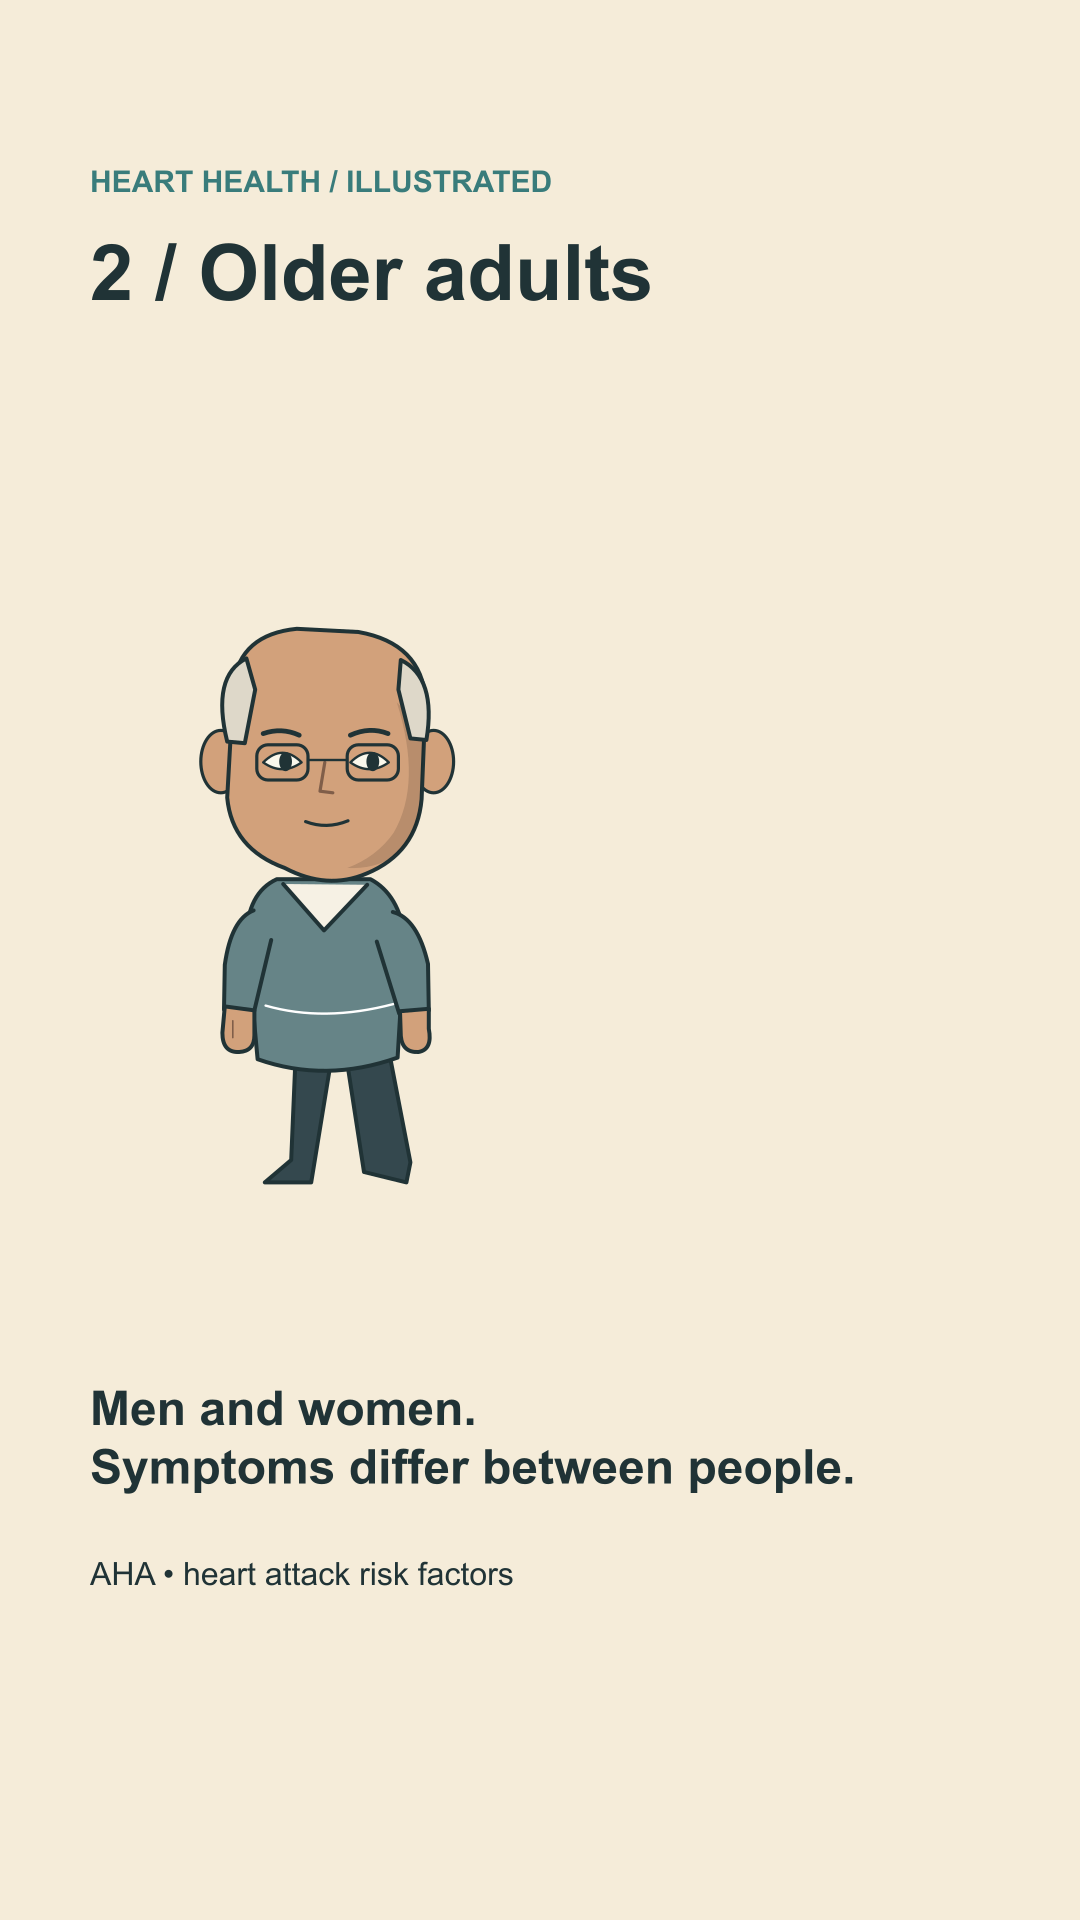 HEART HEALTH / ILLUSTRATED
2 / Older adults
Men and women.
Symptoms differ between people.
AHA • heart attack risk factors